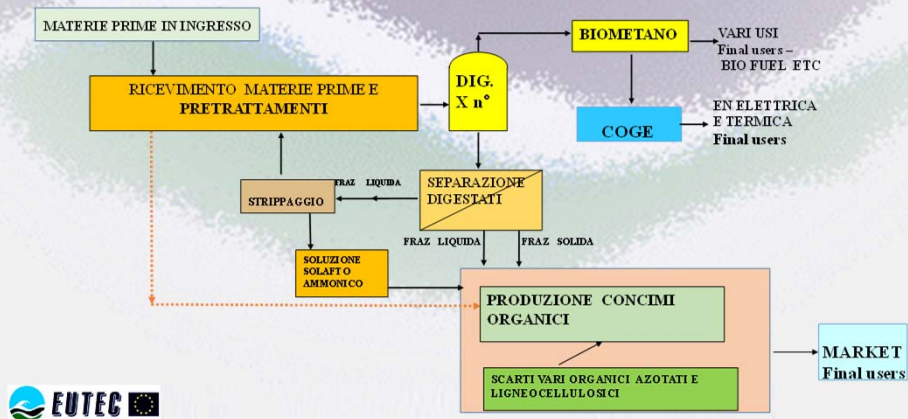 MATERIE PRIME IN INGRESSO
RICEVIMENTO MATERIE PRIME E
PRETRATTAMENTI
DIG.
X n°
BIOMETANO
VARI USI
Final users –
BIO FUEL ETC
COGE
EN ELETTRICA
E TERMICA
Final users
STRIPPAGGIO
FRAZ LIQUIDA
SEPARAZIONE
DIGESTATI
FRAZ LIQUIDA
FRAZ SOLIDA
SOLUZIONE
SOLAFTO
AMMONICO
PRODUZIONE CONCIMI
ORGANICI
SCARTI VARI ORGANICI AZOTATI E
LIGNEOCELLULOSICI
MARKET
Final users
EUTEC